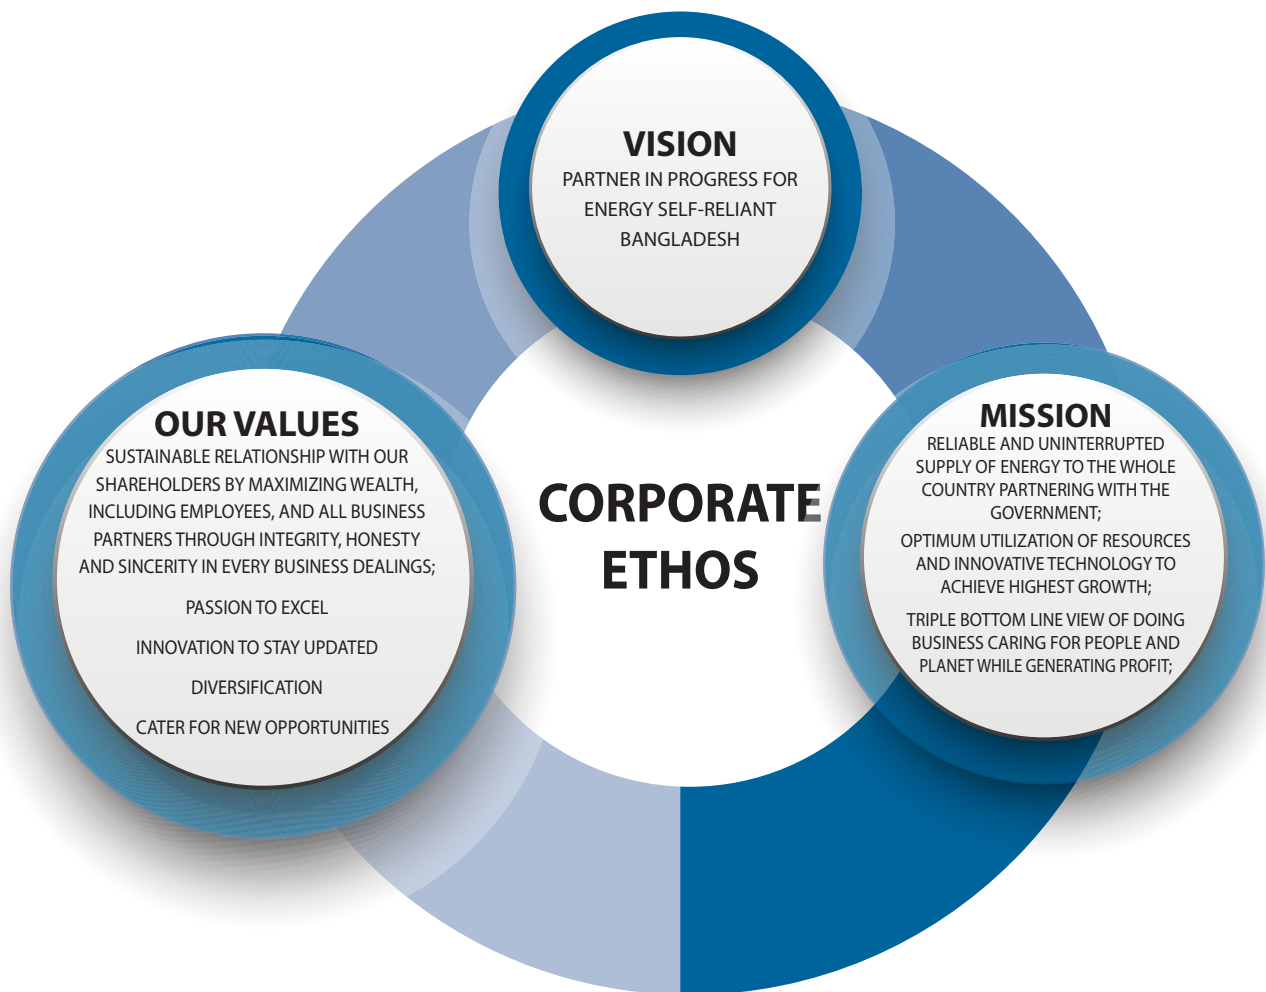 VISION
PARTNER IN PROGRESS FOR
ENERGY SELF-RELIANT
BANGLADESH
OUR VALUES
SUSTAINABLE RELATIONSHIP WITH OUR
SHAREHOLDERS BY MAXIMIZING WEALTH,
INCLUDING EMPLOYEES, AND ALL BUSINESS
PARTNERS THROUGH INTEGRITY, HONESTY
AND SINCERITY IN EVERY BUSINESS DEALINGS;
PASSION TO EXCEL
INNOVATION TO STAY UPDATED
DIVERSIFICATION
CATER FOR NEW OPPORTUNITIES
CORPORATE
ETHOS
MISSION
RELIABLE AND UNINTERRUPTED
SUPPLY OF ENERGY TO THE WHOLE
COUNTRY PARTNERING WITH THE
GOVERNMENT;
OPTIMUM UTILIZATION OF RESOURCES
AND INNOVATIVE TECHNOLOGY TO
ACHIEVE HIGHEST GROWTH;
TRIPLE BOTTOM LINE VIEW OF DOING
BUSINESS CARING FOR PEOPLE AND
PLANET WHILE GENERATING PROFIT;